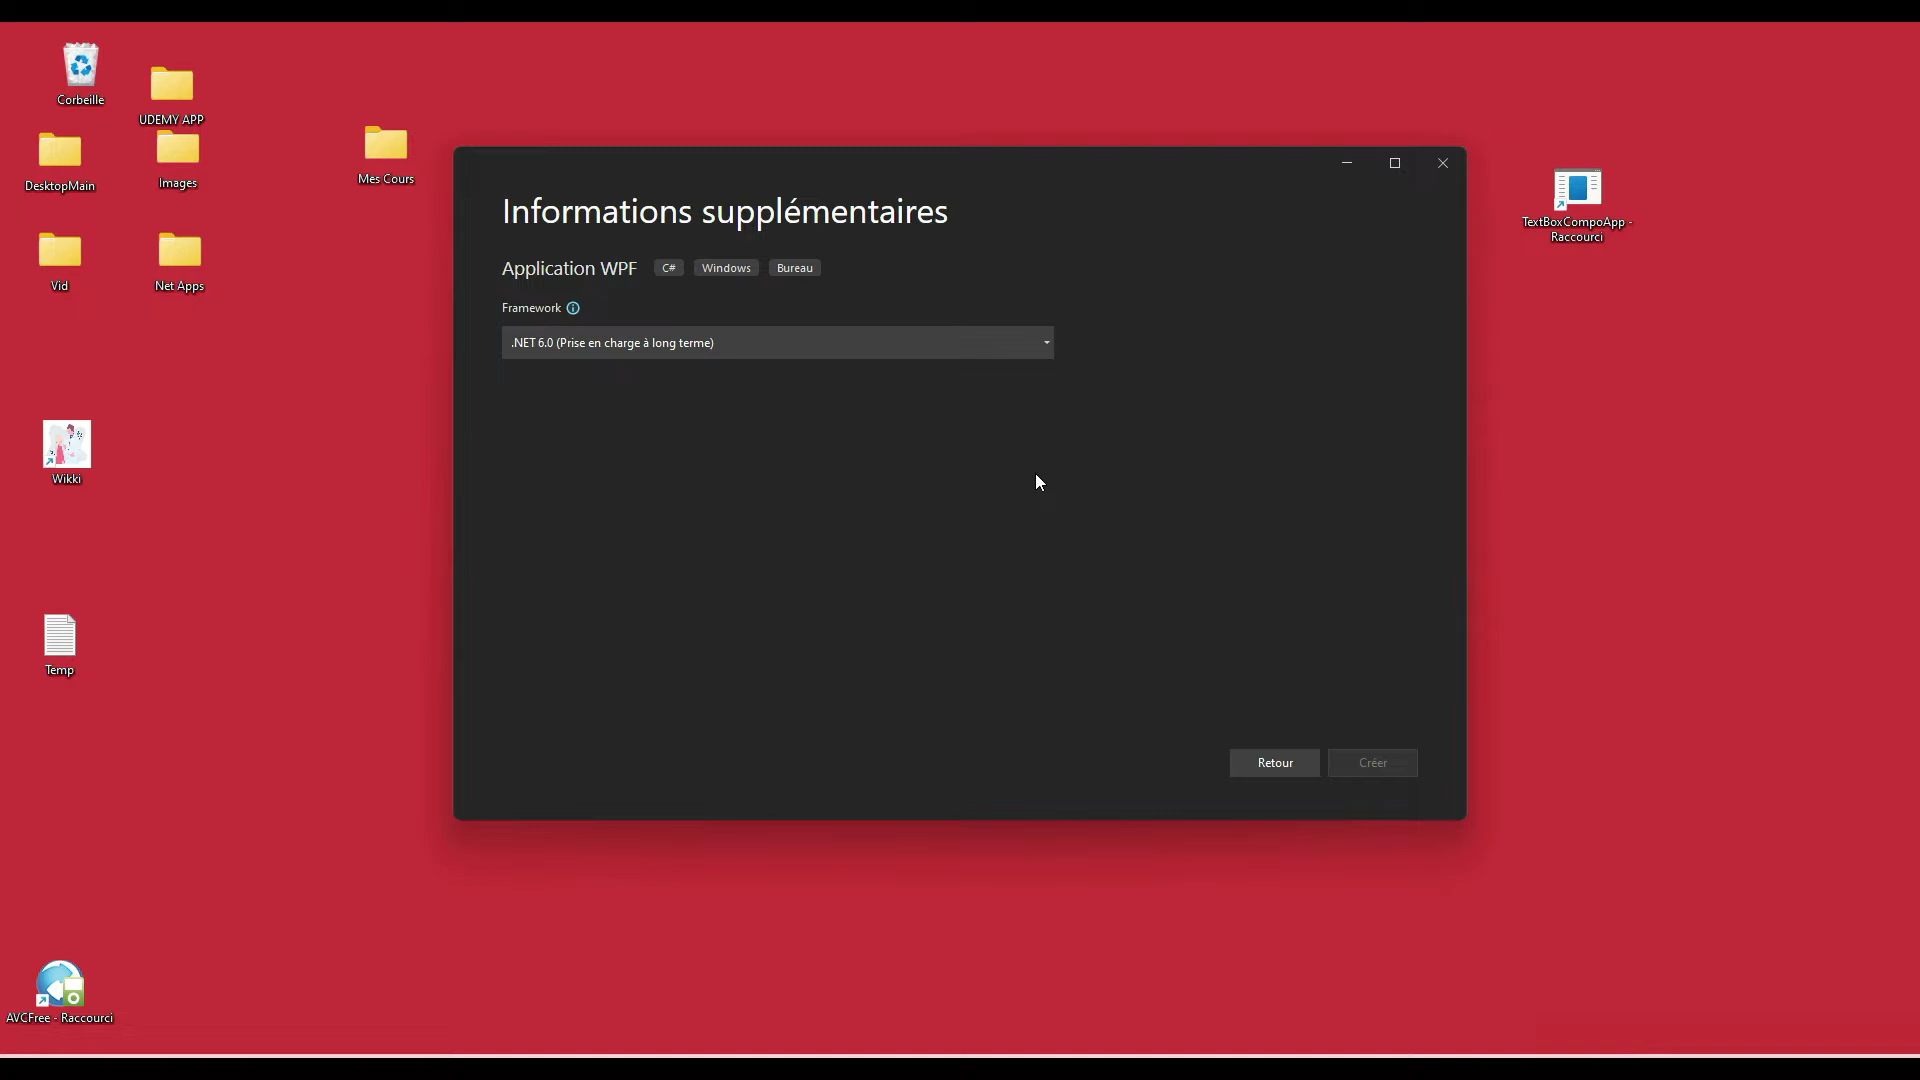 Corbeille
UDEMY APP
DesktopMain
Images
Mes Cours
Vid
Net Apps
Wikki
Temp
AVCFree - Raccourci
Informations supplémentaires
Application WPF C# Windows Bureau
Framework
.NET 6.0 (Prise en charge à long terme)
Retour Créer
TextBoxCompoApp -
Raccourci